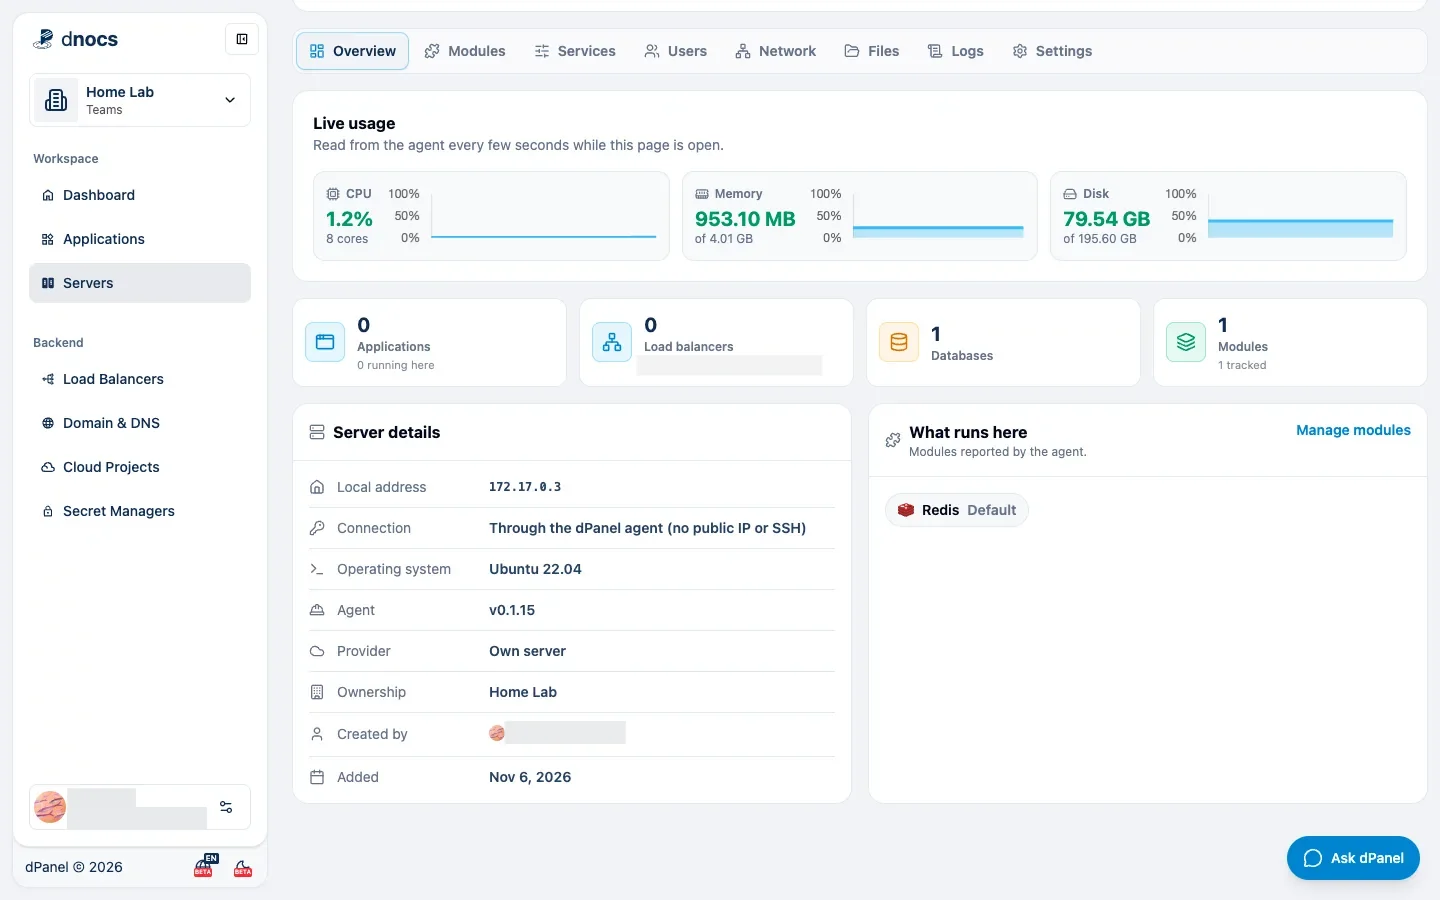 dnocs
Home Lab
Teams
Workspace
Dashboard
Applications
Servers
Backend
Load Balancers
Domain & DNS
Cloud Projects
Secret Managers
dPanel © 2026
EN
BETA
BETA
Overview
Modules
Services
Users
Network
Files
Logs
Settings
Live usage
Read from the agent every few seconds while this page is open.
CPU
1.2%
8 cores
100%
50%
0%
Memory
953.10 MB
of 4.01 GB
100%
50%
0%
Disk
79.54 GB
of 195.60 GB
100%
50%
0%
0
Applications
0 running here
0
Load balancers
1
Databases
1
Modules
1 tracked
Server details
Local address 172.17.0.3
Connection Through the dPanel agent (no public IP or SSH)
Operating system Ubuntu 22.04
Agent v0.1.15
Provider Own server
Ownership Home Lab
Created by
Added Nov 6, 2026
What runs here
Modules reported by the agent.
Manage modules
Redis Default
Ask dPanel